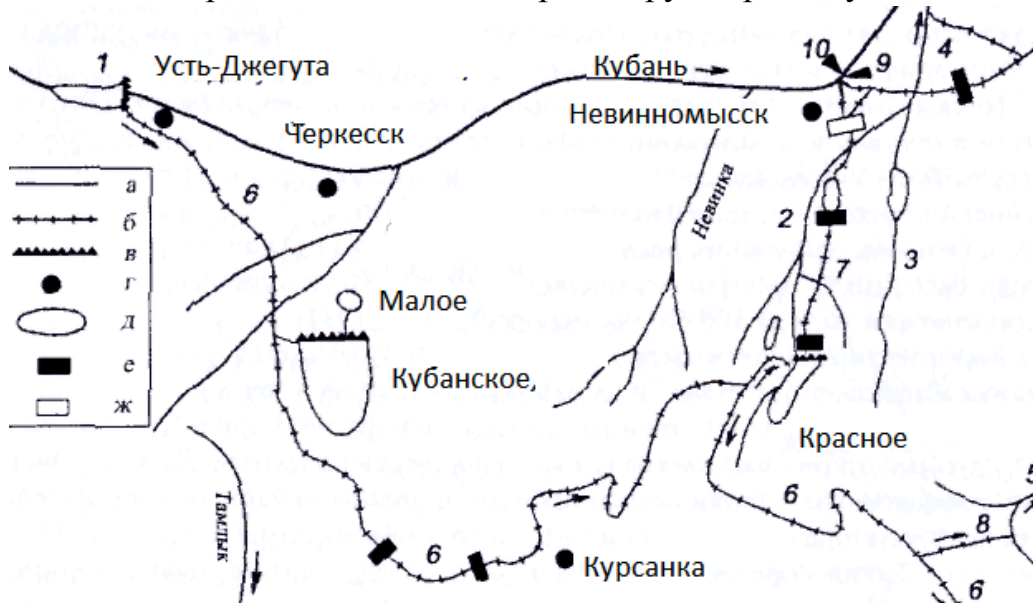 1
Усть-Джегута
Кубань
10
9
4
Невинномысск
Черкесск
6
а
б
в
г
д
е
ж
Невинка
2
7
3
Малое
Кубанское,
Красное
Тамлык
6
5
8
6
Курсанка
6